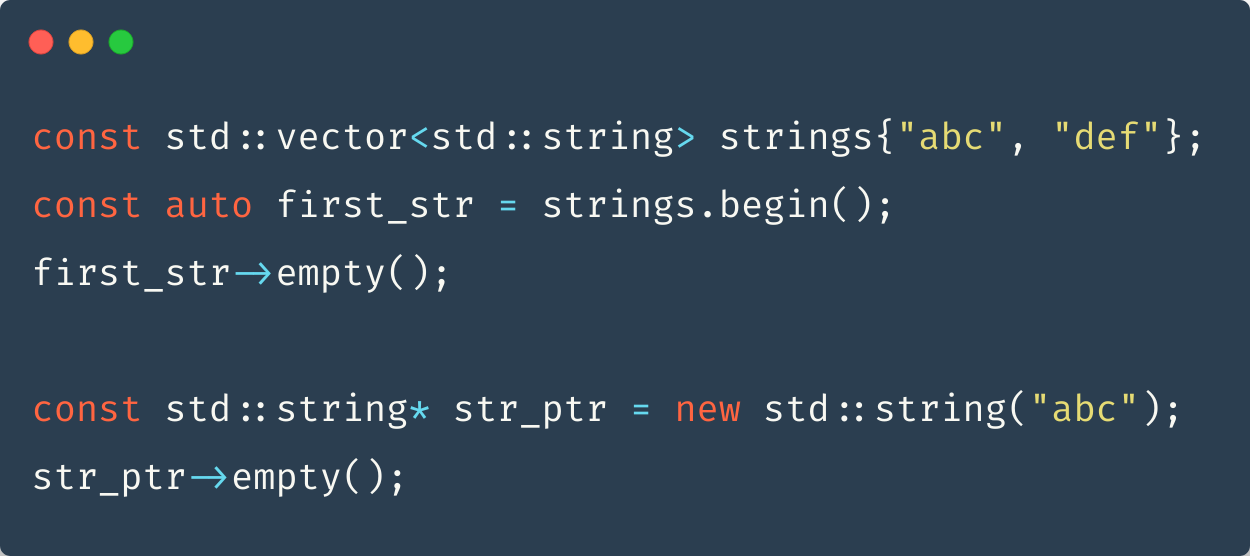 const std::vector<std::string> strings{"abc", "def"};
const auto first_str = strings.begin();
first_str->empty();
const std::string* str_ptr = new std::string("abc");
str_ptr->empty();